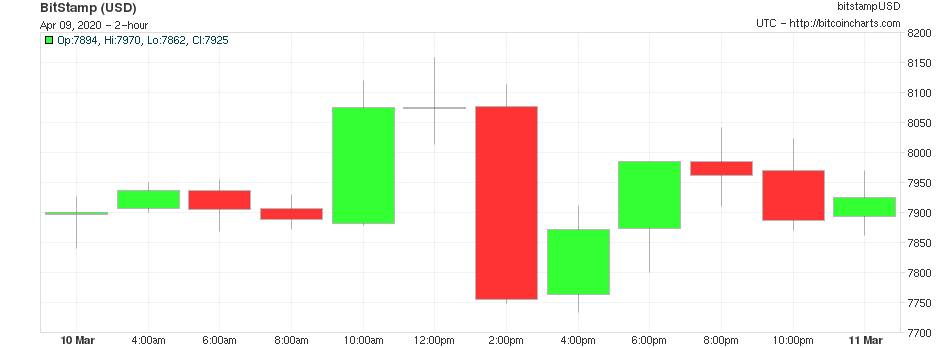 BitStamp (USD)
bitstampUSD
Apr 09, 2020 - 2-hour
UTC - http://bitcoincharts.com
Op:7894, Hi:7970, Lo:7862, Cl:7925
8200
8150
8100
8050
8000
7950
7900
7850
7800
7750
7700
10 Mar
4:00am
6:00am
8:00am
10:00am
12:00pm
2:00pm
4:00pm
6:00pm
8:00pm
10:00pm
11 Mar